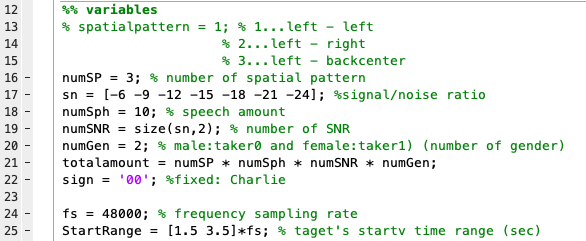 12 %% variables
13 % spatialpattern = 1; % 1...left - left
14 % 2...left - right
15 % 3...left - backcenter
16 - numSP = 3; % number of spatial pattern
17 - sn = [-6 -9 -12 -15 -18 -21 -24]; %signal/noise ratio
18 - numSph = 10; % speech amount
19 - numSNR = size(sn,2); % number of SNR
20 - numGen = 2; % male:taker0 and female:taker1) (number of gender)
21 - totalamount = numSP * numSph * numSNR * numGen;
22 - sign = '00'; %fixed: Charlie
23
24 - fs = 48000; % frequency sampling rate
25 - StartRange = [1.5 3.5]*fs; % taget's startv time range (sec)